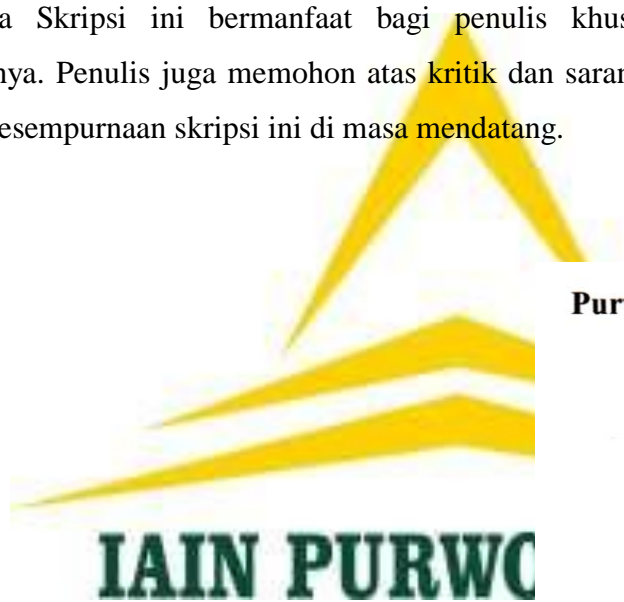 a Skripsi ini bermanfaat bagi penulis khus
nya. Penulis juga memohon atas kritik dan saran
esempurnaan skripsi ini di masa mendatang.
Pur
IAIN PURWO